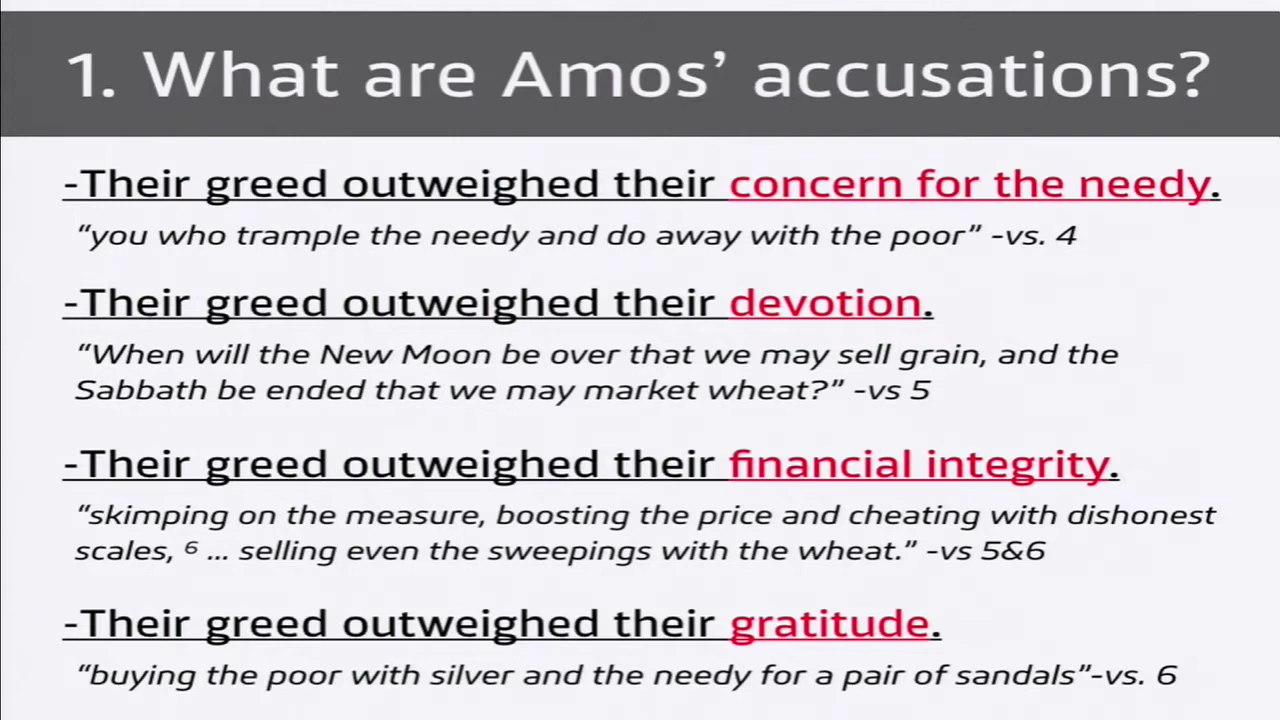 1. What are Amos’ accusations?
-Their greed outweighed their concern for the needy.
“you who trample the needy and do away with the poor” -vs. 4
-Their greed outweighed their devotion.
“When will the New Moon be over that we may sell grain, and the
Sabbath be ended that we may market wheat?” -vs 5
-Their greed outweighed their financial integrity.
“skimping on the measure, boosting the price and cheating with dishonest
scales, ⁶ ... selling even the sweepings with the wheat.” -vs 5&6
-Their greed outweighed their gratitude.
“buying the poor with silver and the needy for a pair of sandals”-vs. 6